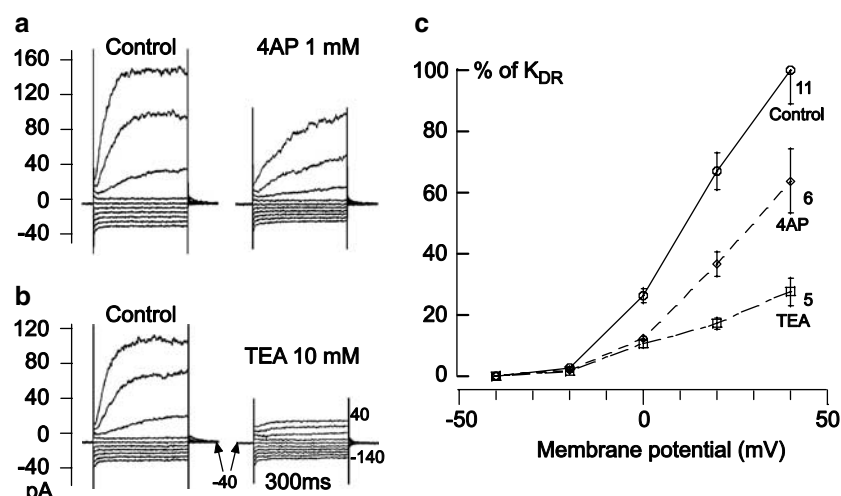 a
Control
4AP 1 mM
160
120
80
40
0
-40
b
Control
TEA 10 mM
120
80
40
0
-40
pA
-40
300ms
40
-140
c
% of KDR
100
80
60
40
20
0
11
Control
6
4AP
5
TEA
-50
0
50
Membrane potential (mV)